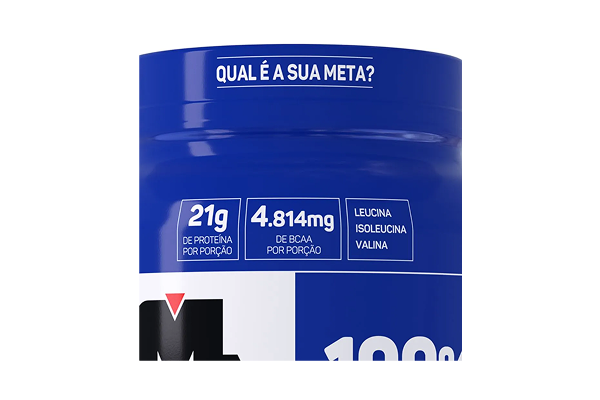 QUAL É A SUA META?
21g
DE PROTEÍNA
POR PORÇÃO
4.814mg
DE BCAA
POR PORÇÃO
LEUCINA
ISOLEUCINA
VALINA